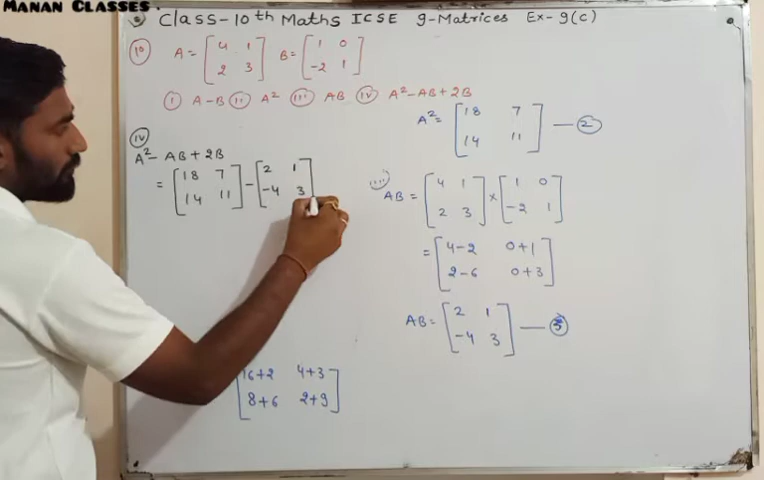 MANAN CLASSES.
Class-10th Maths ICSE 9-Matrices Ex-9(c)
10 A = [4 1 B = [1 0
2 3] -2 1]
i A-B ii A² iii AB iv A²-AB+2B
A² = [18 7
14 11] — 2
iv
A²-AB+2B
= [18 7 - [2 1
14 11] -4 3]
iii AB = [4 1 × [1 0
2 3] -2 1]
= [4-2 0+1
2-6 0+3]
AB = [2 1
-4 3] — 3
[16+2 4+3
8+6 2+9]